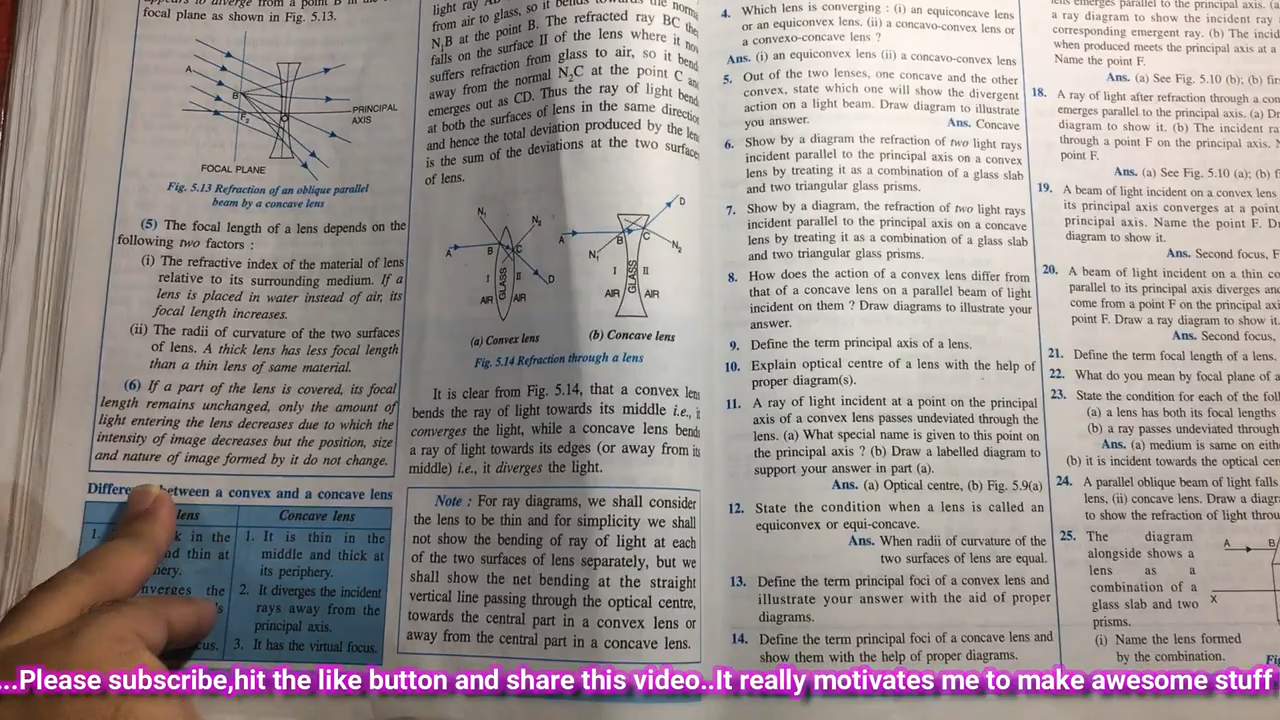 focal plane as shown in Fig. 5.13.
A
B
F₂
O
PRINCIPAL
AXIS
FOCAL PLANE
Fig. 5.13 Refraction of an oblique parallel
beam by a concave lens
(5) The focal length of a lens depends on the
following two factors :
(i) The refractive index of the material of lens
relative to its surrounding medium. If a
lens is placed in water instead of air, its
focal length increases.
(ii) The radii of curvature of the two surfaces
of lens. A thick lens has less focal length
than a thin lens of same material.
(6) If a part of the lens is covered, its focal
length remains unchanged, only the amount of
light entering the lens decreases due to which the
intensity of image decreases but the position, size
and nature of image formed by it do not change.
between a convex and a concave lens
lens
Concave lens
1.
in the
thin at
1. It is thin in the
middle and thick at
its periphery.
the
2. It diverges the incident
rays away from the
principal axis.
3. It has the virtual focus.
light ray
from air to glass, so it bends towards the
N₁B at the point B. The refracted ray BC
falls on the surface II of the lens where it
suffers refraction from glass to air, so it
away from the normal N₂C at the point C
emerges out as CD. Thus the ray of light
at both the surfaces of lens in the same direction
and hence the total deviation produced by the
is the sum of the deviations at the two
of lens.
N₁
N₂
A
B
C
D
I
II
GLASS
AIR
AIR
(a) Convex lens
A
B
C
D
N₁
N₂
I
II
GLASS
AIR
AIR
(b) Concave lens
Fig. 5.14 Refraction through a lens
It is clear from Fig. 5.14, that a convex lens
bends the ray of light towards its middle i.e.,
converges the light, while a concave lens bends
a ray of light towards its edges (or away from its
middle) i.e., it diverges the light.
Note : For ray diagrams, we shall consider
the lens to be thin and for simplicity we shall
not show the bending of ray of light at each
of the two surfaces of lens separately, but we
shall show the net bending at the straight
vertical line passing through the optical centre,
towards the central part in a convex lens or
away from the central part in a concave lens.
4. Which lens is converging : (i) an equiconcave lens
or an equiconvex lens. (ii) a concavo-convex lens or
a convexo-concave lens ?
Ans. (i) an equiconvex lens (ii) a concavo-convex lens
5. Out of the two lenses, one concave and the other
convex, state which one will show the divergent
action on a light beam. Draw diagram to illustrate
you answer. Ans. Concave
6. Show by a diagram the refraction of two light rays
incident parallel to the principal axis on a convex
lens by treating it as a combination of a glass slab
and two triangular glass prisms.
7. Show by a diagram, the refraction of two light rays
incident parallel to the principal axis on a concave
lens by treating it as a combination of a glass slab
and two triangular glass prisms.
8. How does the action of a convex lens differ from
that of a concave lens on a parallel beam of light
incident on them ? Draw diagrams to illustrate your
answer.
9. Define the term principal axis of a lens.
10. Explain optical centre of a lens with the help of
proper diagram(s).
11. A ray of light incident at a point on the principal
axis of a convex lens passes undeviated through the
lens. (a) What special name is given to this point on
the principal axis ? (b) Draw a labelled diagram to
support your answer in part (a).
Ans. (a) Optical centre, (b) Fig. 5.9(a)
12. State the condition when a lens is called an
equiconvex or equi-concave.
Ans. When radii of curvature of the
two surfaces of lens are equal.
13. Define the term principal foci of a convex lens and
illustrate your answer with the aid of proper
diagrams.
14. Define the term principal foci of a concave lens and
show them with the help of proper diagrams.
lens emerges parallel to the principal axis.
a ray diagram to show the incident ray
corresponding emergent ray. (b) The
when produced meets the principal axis at a
Name the point F.
Ans. (a) See Fig. 5.10 (b); (b)
18. A ray of light after refraction through a
emerges parallel to the principal axis. (a)
diagram to show it. (b) The incident
through a point F on the principal axis.
point F.
Ans. (a) See Fig. 5.10 (a); (b)
19. A beam of light incident on a convex lens
its principal axis converges at a point
principal axis. Name the point F.
diagram to show it.
Ans. Second focus,
20. A beam of light incident on a thin
parallel to its principal axis diverges and
come from a point F on the principal
point F. Draw a ray diagram to show it.
Ans. Second focus,
21. Define the term focal length of a lens.
22. What do you mean by focal plane of a
23. State the condition for each of the
(a) a lens has both its focal lengths
(b) a ray passes undeviated through
Ans. (a) medium is same on
(b) it is incident towards the optical
24. A parallel oblique beam of light falls
lens, (ii) concave lens. Draw a
to show the refraction of light
25. The diagram
alongside shows a
lens as a
combination of a
glass slab and two
prisms.
(i) Name the lens formed
by the combination.
A
B
X
...Please subscribe,hit the like button and share this video..It really motivates me to make awesome stuff